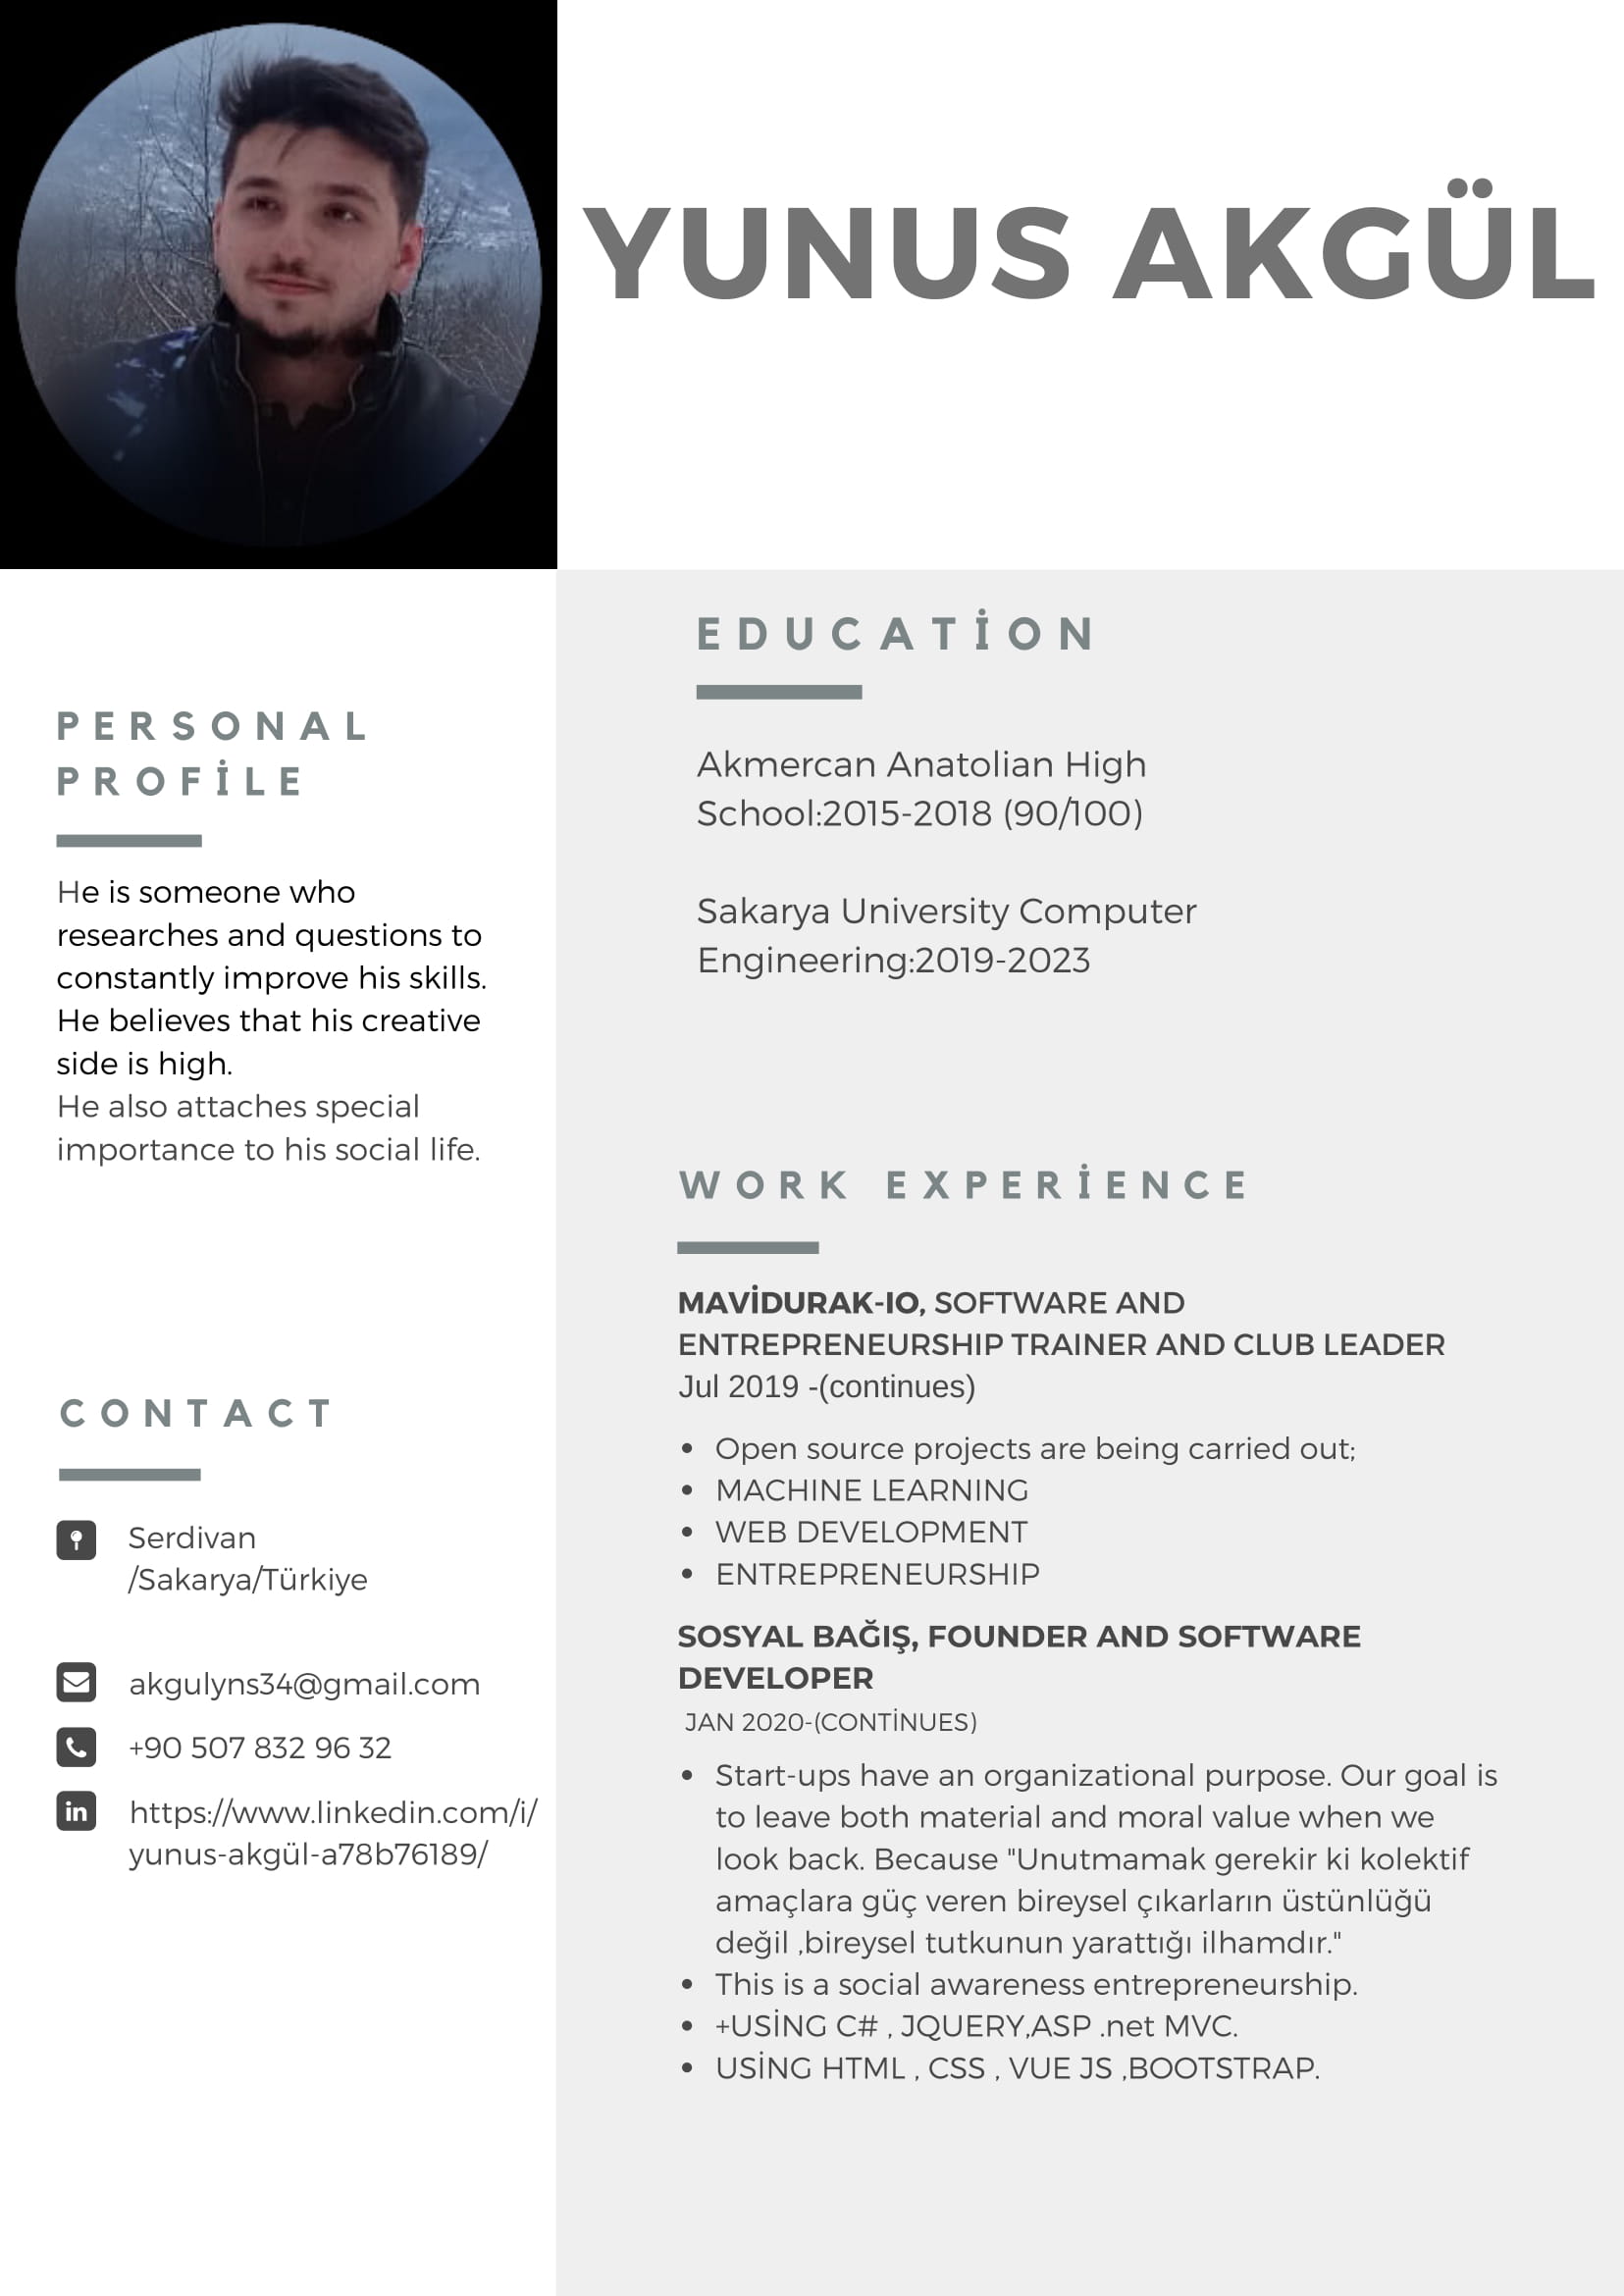 YUNUS AKGÜL
PERSONAL
PROFİLE
He is someone who
researches and questions to
constantly improve his skills.
He believes that his creative
side is high.
He also attaches special
importance to his social life.
CONTACT
Serdivan
/Sakarya/Türkiye
akgulyns34@gmail.com
+90 507 832 96 32
in
https://www.linkedin.com/i/
yunus-akgül-a78b76189/
EDUCATİON
Akmercan Anatolian High
School:2015-2018 (90/100)
Sakarya University Computer
Engineering:2019-2023
WORK EXPERİENCE
MAVİDURAK-IO, SOFTWARE AND
ENTREPRENEURSHIP TRAINER AND CLUB LEADER
Jul 2019 -(continues)
• Open source projects are being carried out;
• MACHINE LEARNING
• WEB DEVELOPMENT
• ENTREPRENEURSHIP
SOSYAL BAĞIŞ, FOUNDER AND SOFTWARE
DEVELOPER
JAN 2020-(CONTİNUES)
• Start-ups have an organizational purpose. Our goal is
to leave both material and moral value when we
look back. Because "Unutmamak gerekir ki kolektif
amaçlara güç veren bireysel çıkarların üstünlüğü
değil ,bireysel tutkunun yarattığı ilhamdır."
• This is a social awareness entrepreneurship.
• +USİNG C# , JQUERY,ASP .net MVC.
• USİNG HTML , CSS , VUE JS ,BOOTSTRAP.